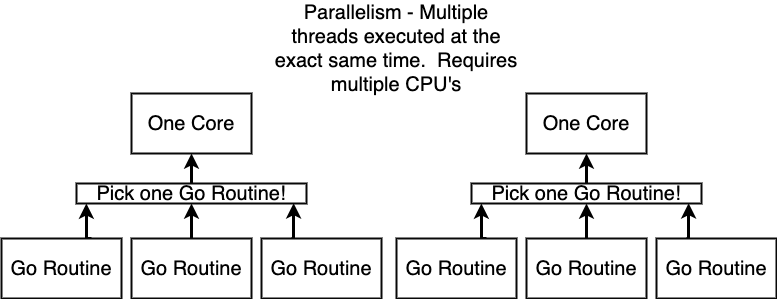 Parallelism - Multiple
threads executed at the
exact same time.  Requires
multiple CPU's
One Core
One Core
Pick one Go Routine!
Pick one Go Routine!
Go Routine
Go Routine
Go Routine
Go Routine
Go Routine
Go Routine